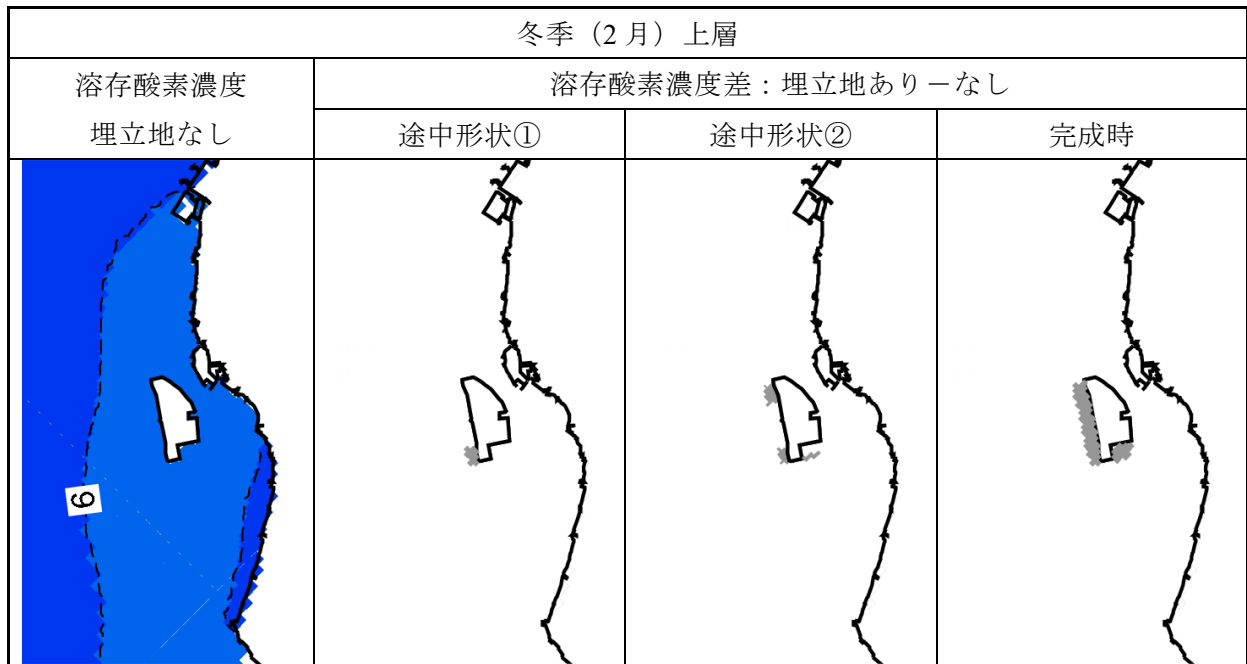 冬季（2月）上層
溶存酸素濃度
埋立地なし
溶存酸素濃度差：埋立地あり－なし
途中形状①
途中形状②
完成時
9